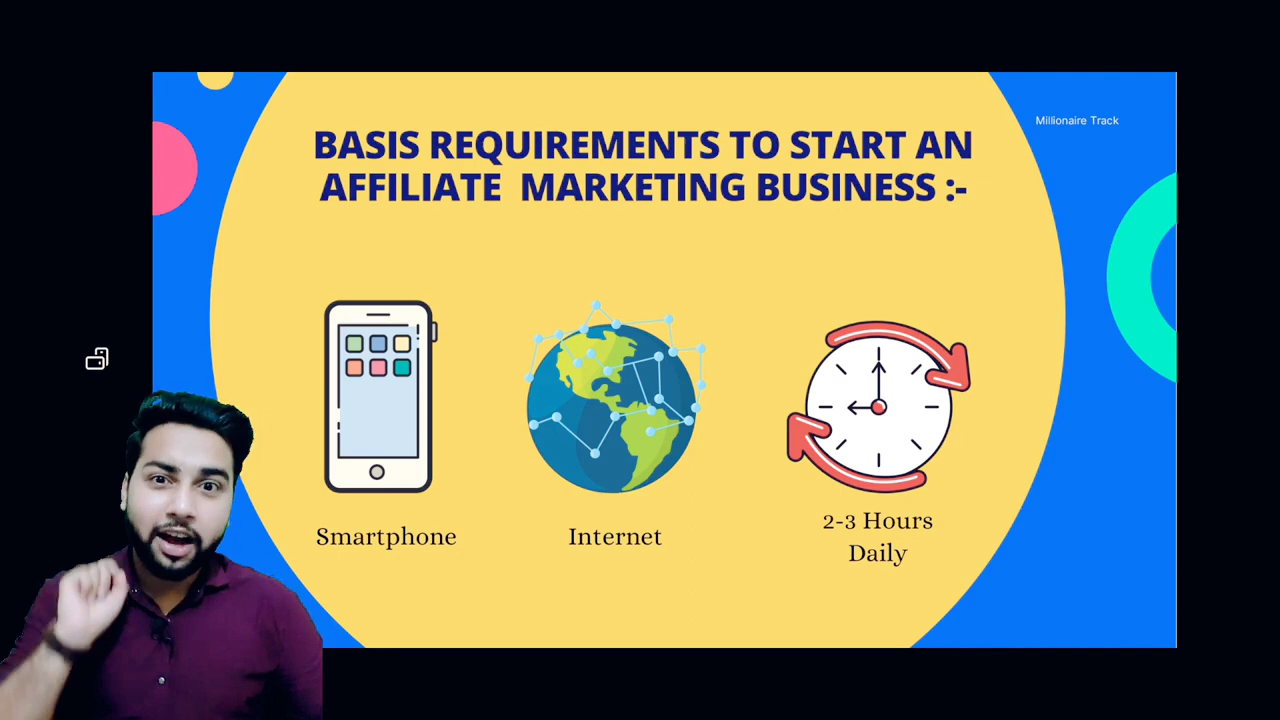 Millionaire Track
BASIS REQUIREMENTS TO START AN
AFFILIATE MARKETING BUSINESS :-
Smartphone
Internet
2-3 Hours
Daily